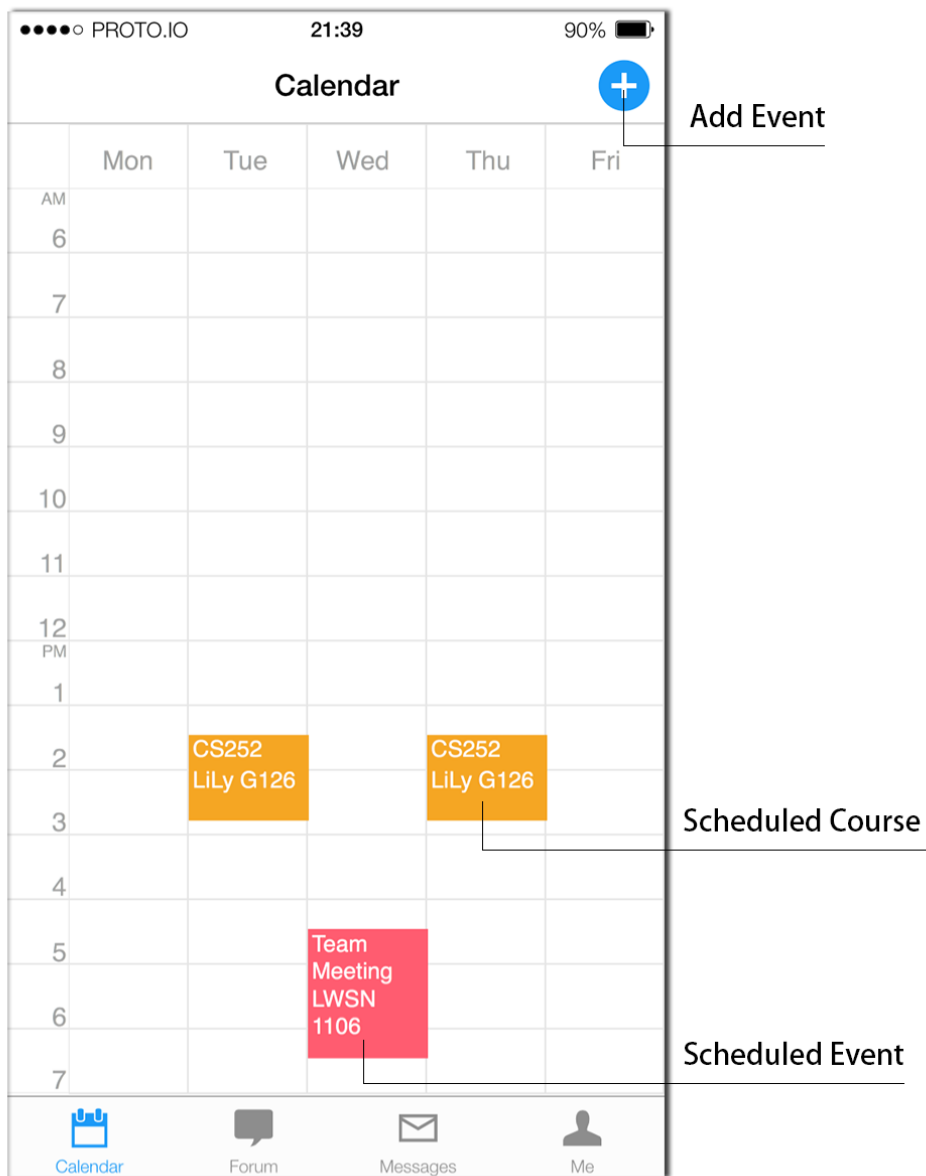 PROTO.IO 21:39 90%
Calendar
Add Event
Mon Tue Wed Thu Fri
AM
6
7
8
9
10
11
12
PM
1
2
CS252
LiLy G126
CS252
LiLy G126
3
Scheduled Course
4
5
Team
Meeting
LWSN
1106
6
Scheduled Event
7
Calendar Forum Messages Me